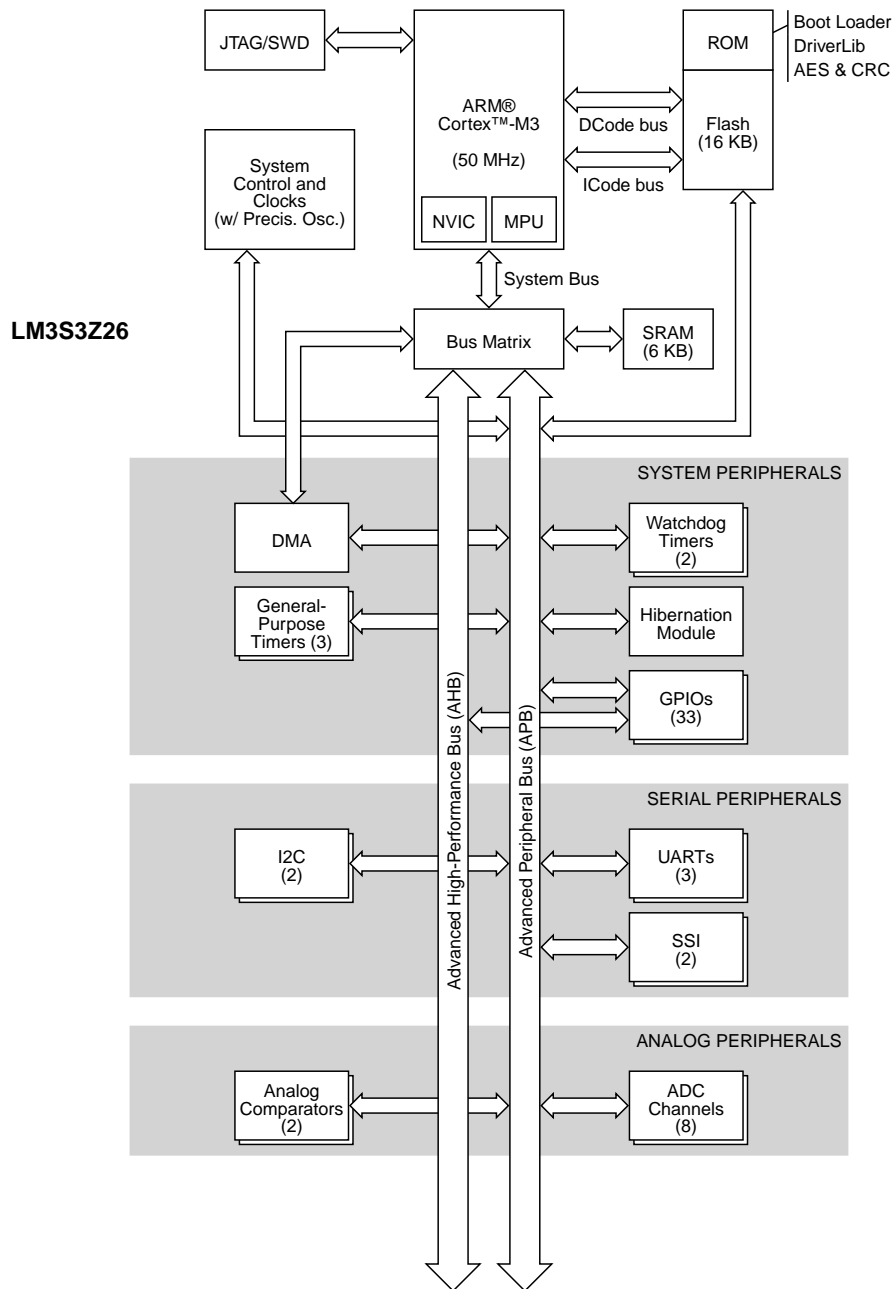 JTAG/SWD
ARM®
Cortex™-M3
(50 MHz)
NVIC
MPU
ROM
Boot Loader
DriverLib
AES & CRC
Flash
(16 KB)
DCode bus
ICode bus
System
Control and
Clocks
(w/ Precis. Osc.)
System Bus
LM3S3Z26
Bus Matrix
SRAM
(6 KB)
SYSTEM PERIPHERALS
DMA
Watchdog
Timers
(2)
General-
Purpose
Timers (3)
Hibernation
Module
GPIOs
(33)
Advanced High-Performance Bus (AHB)
Advanced Peripheral Bus (APB)
SERIAL PERIPHERALS
I2C
(2)
UARTs
(3)
SSI
(2)
ANALOG PERIPHERALS
Analog
Comparators
(2)
ADC
Channels
(8)